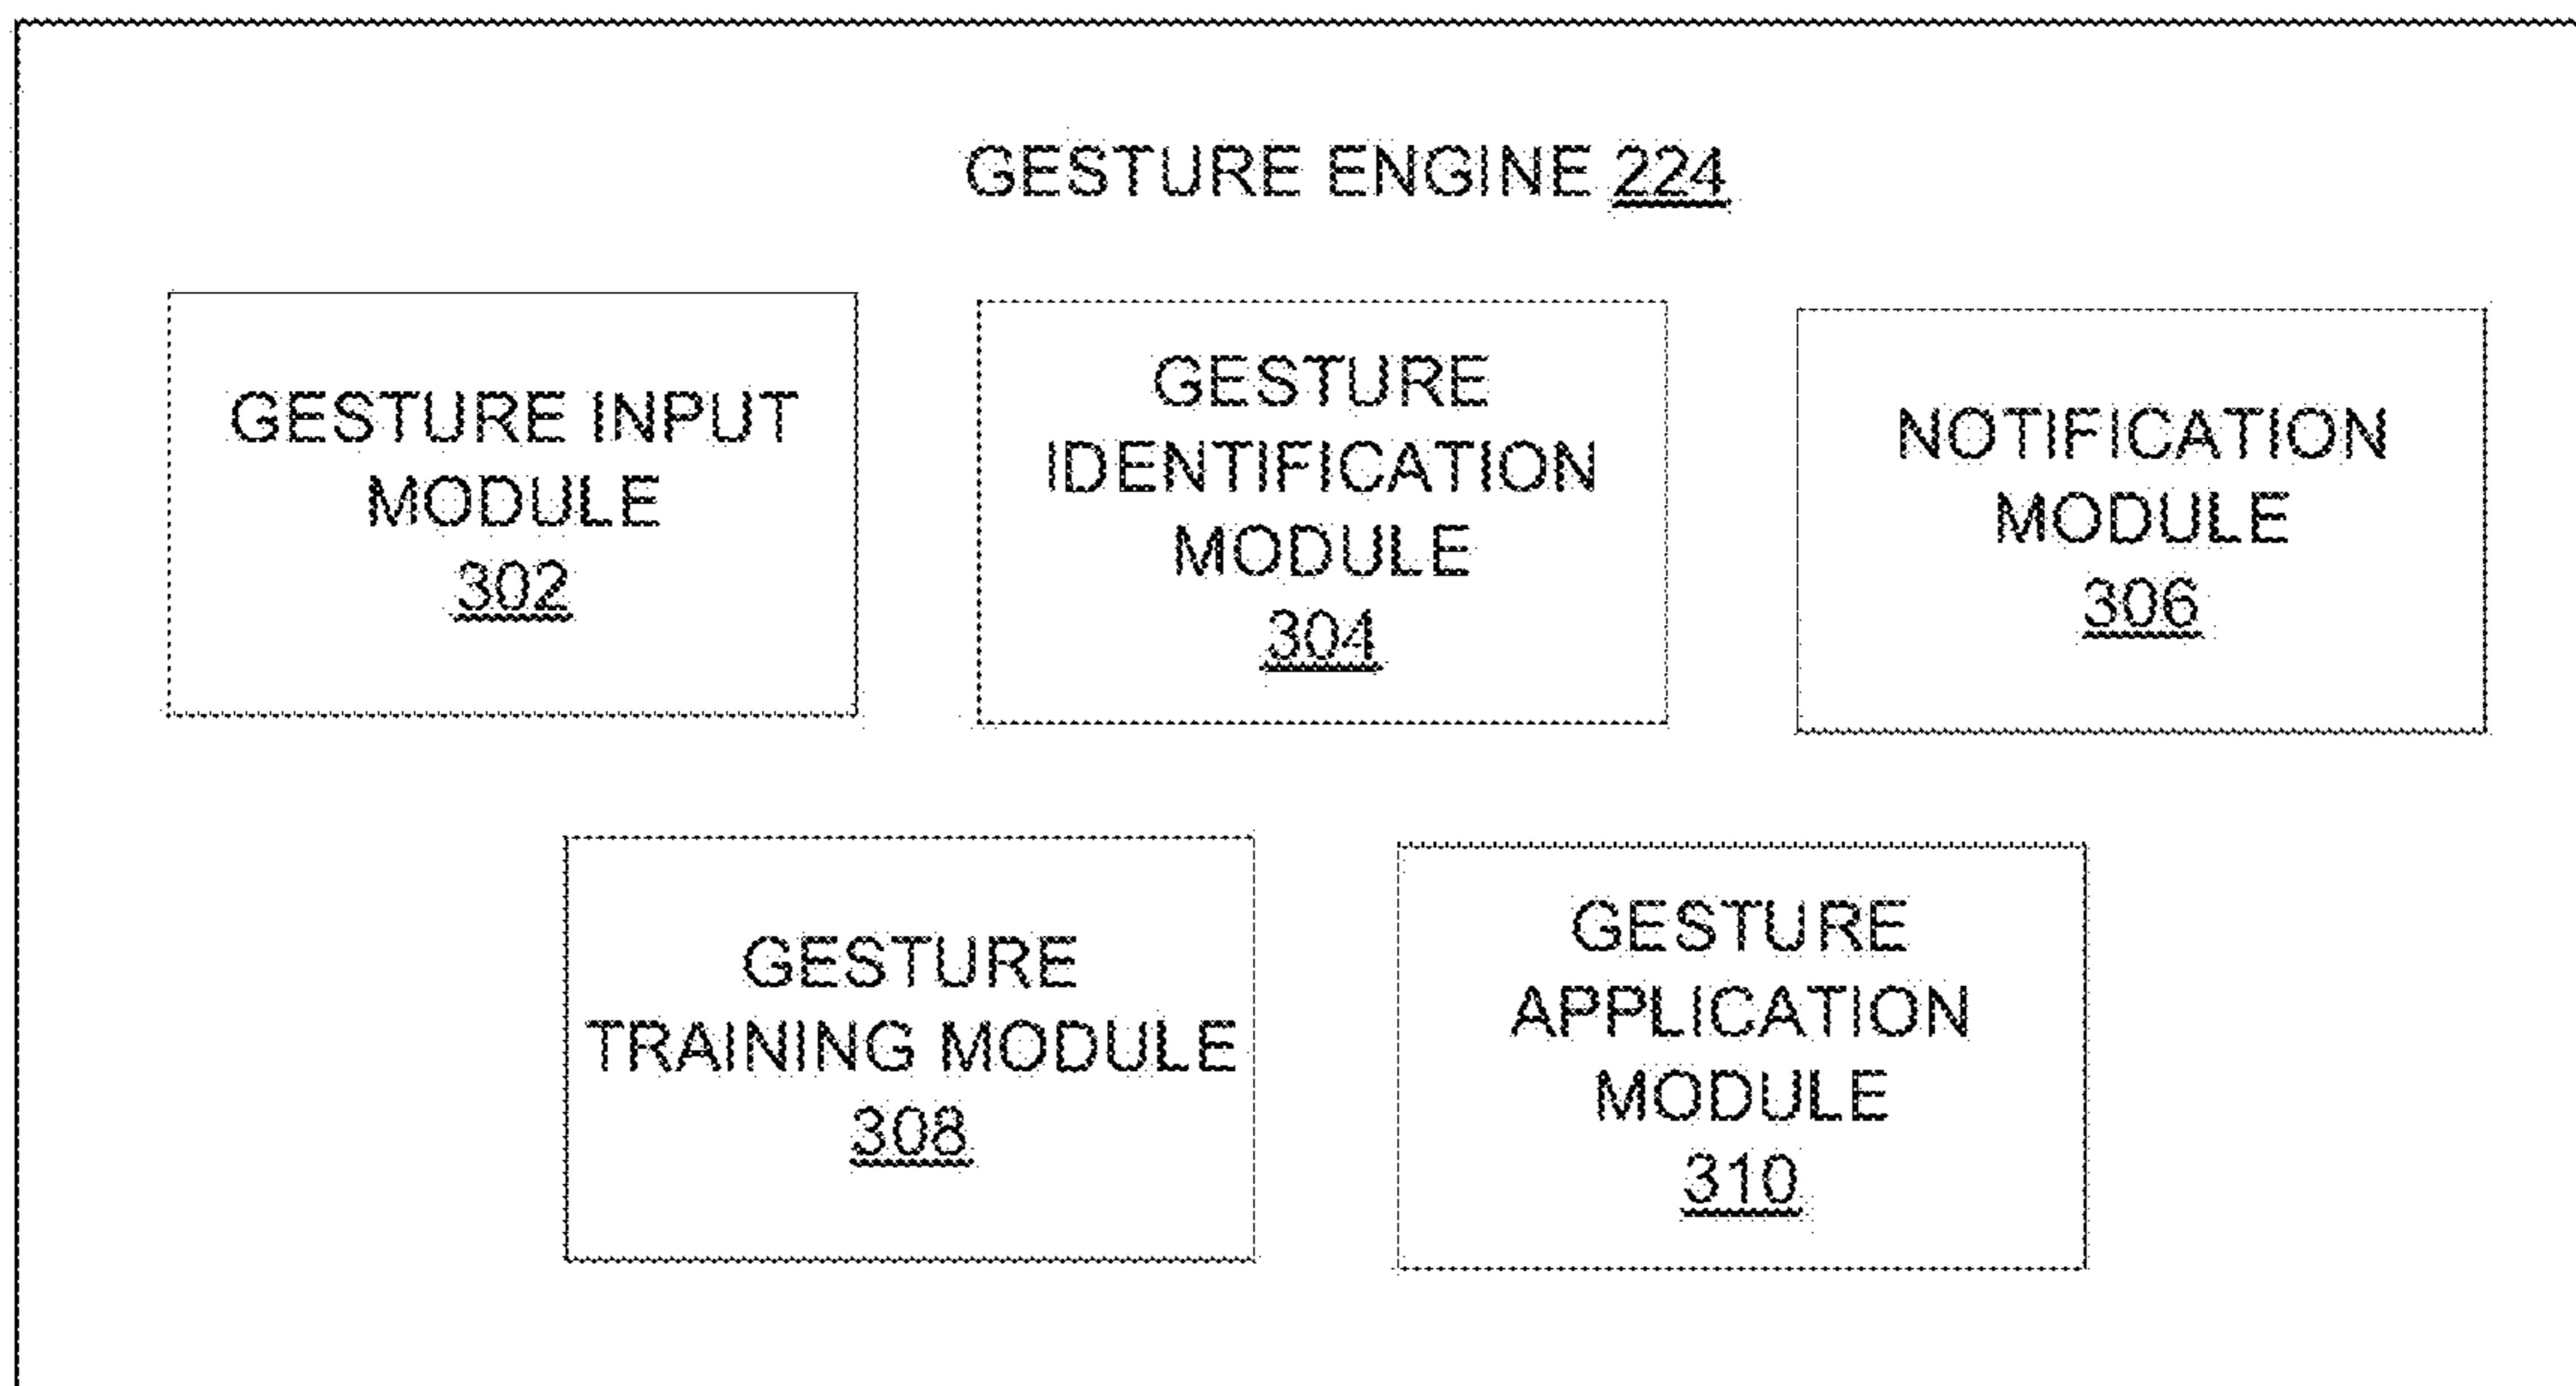 GESTURE ENGINE 224
GESTURE INPUT
MODULE
302
GESTURE
IDENTIFICATION
MODULE
304
NOTIFICATION
MODULE
306
GESTURE
TRAINING MODULE
308
GESTURE
APPLICATION
MODULE
310